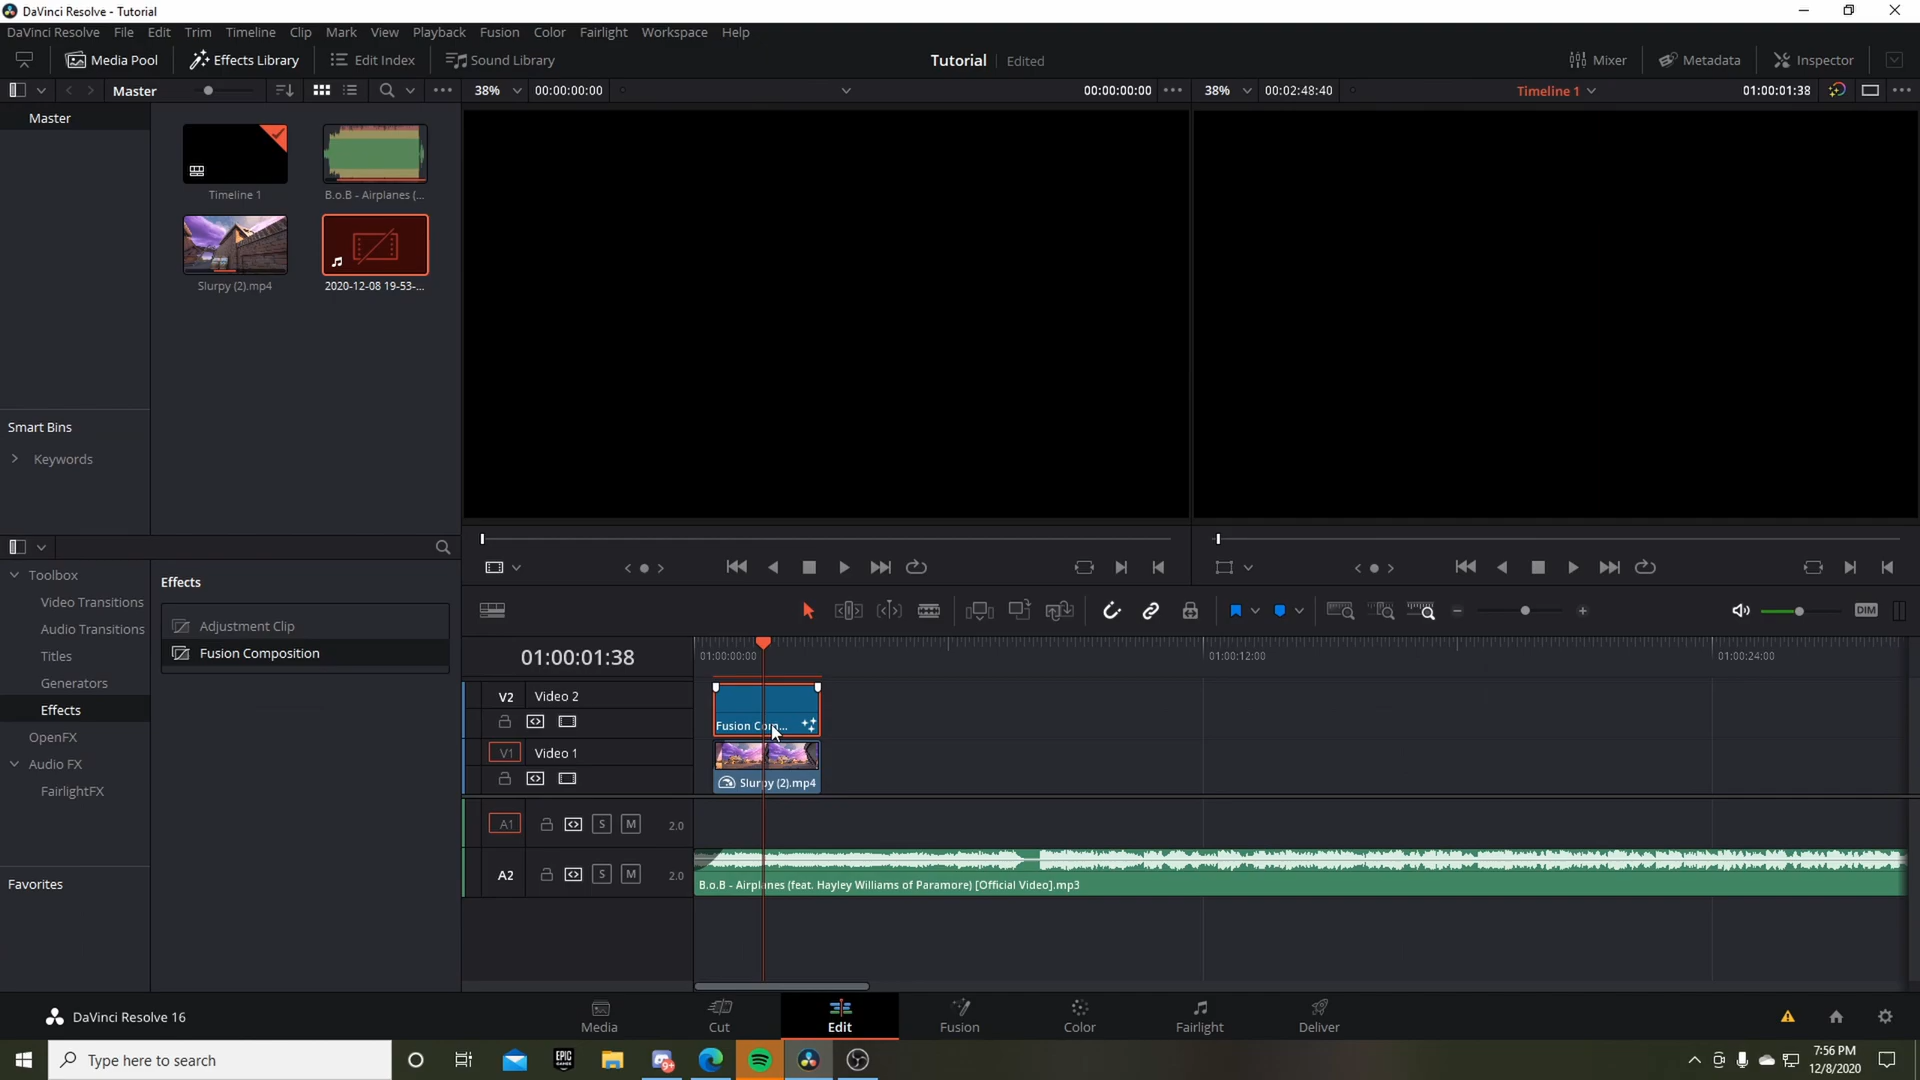 DaVinci Resolve - Tutorial
DaVinci Resolve File Edit Trim Timeline Clip Mark View Playback Fusion Color Fairlight Workspace Help
Media Pool Effects Library Edit Index Sound Library Tutorial Edited Mixer Metadata Inspector
Master 38% 00:00:00:00 00:00:00:00 38% 00:02:48:40 Timeline 1 01:00:01:38
Master
Timeline 1 B.o.B - Airplanes (...
Slurpy (2).mp4 2020-12-08 19-53-...
Smart Bins
Keywords
Toolbox
Video Transitions
Audio Transitions
Titles
Generators
Effects
OpenFX
Audio FX
FairlightFX
Favorites
Effects
Adjustment Clip
Fusion Composition
DIM
01:00:01:38 01:00:00:00 01:00:12:00 01:00:24:00
V2 Video 2
Fusion Com...
V1 Video 1
Slurpy (2).mp4
A1 S M 2.0
A2 S M 2.0
B.o.B - Airplanes (feat. Hayley Williams of Paramore) [Official Video].mp3
DaVinci Resolve 16 Media Cut Edit Fusion Color Fairlight Deliver
Type here to search EPIC GAMES 9+ 7:56 PM
12/8/2020